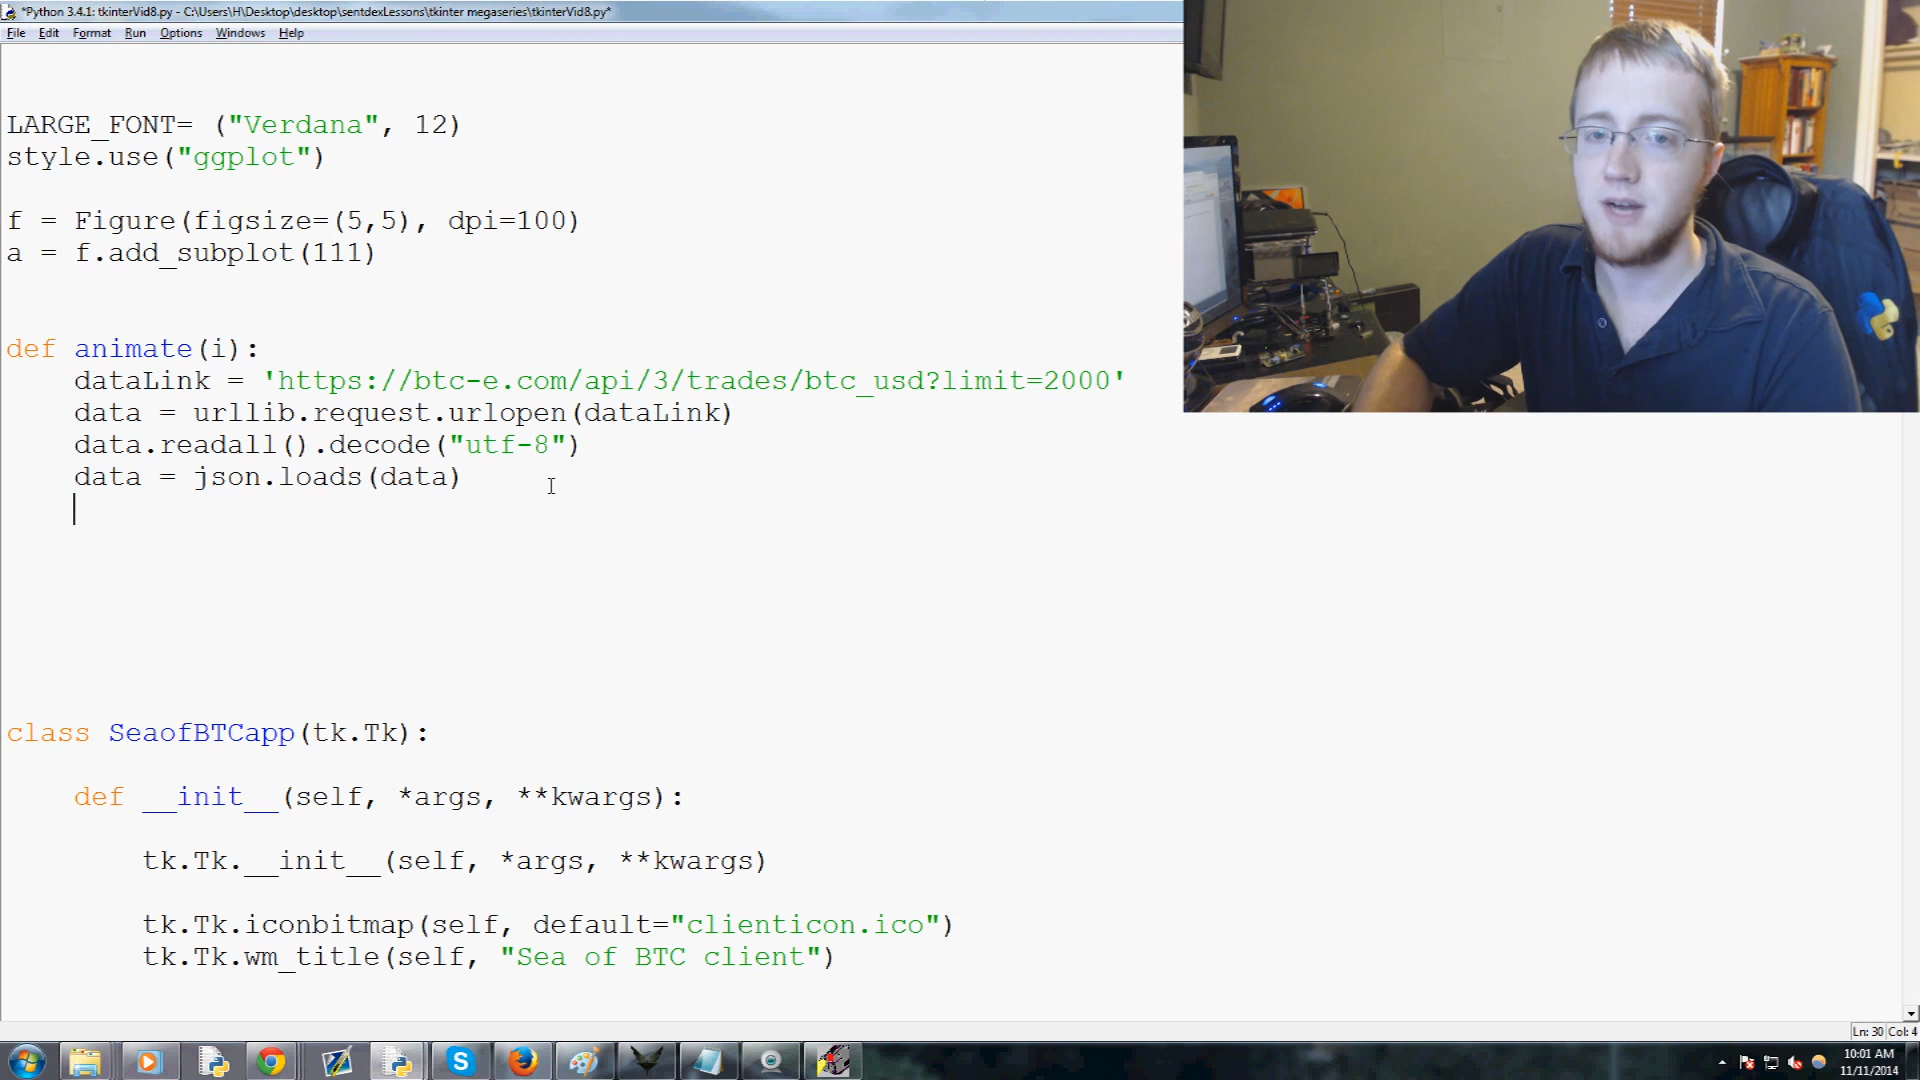 *Python 3.4.1: tkinterVid8.py - C:\Users\H\Desktop\desktop\sentdexLessons\tkinter megaseries\tkinterVid8.py*
File Edit Format Run Options Windows Help
LARGE_FONT= ("Verdana", 12)
style.use("ggplot")
f = Figure(figsize=(5,5), dpi=100)
a = f.add_subplot(111)
def animate(i):
dataLink = 'https://btc-e.com/api/3/trades/btc_usd?limit=2000'
data = urllib.request.urlopen(dataLink)
data.readall().decode("utf-8")
data = json.loads(data)
class SeaofBTCapp(tk.Tk):
def __init__(self, *args, **kwargs):
tk.Tk.__init__(self, *args, **kwargs)
tk.Tk.iconbitmap(self, default="clienticon.ico")
tk.Tk.wm_title(self, "Sea of BTC client")
Ln: 30 Col: 4
10:01 AM
11/11/2014